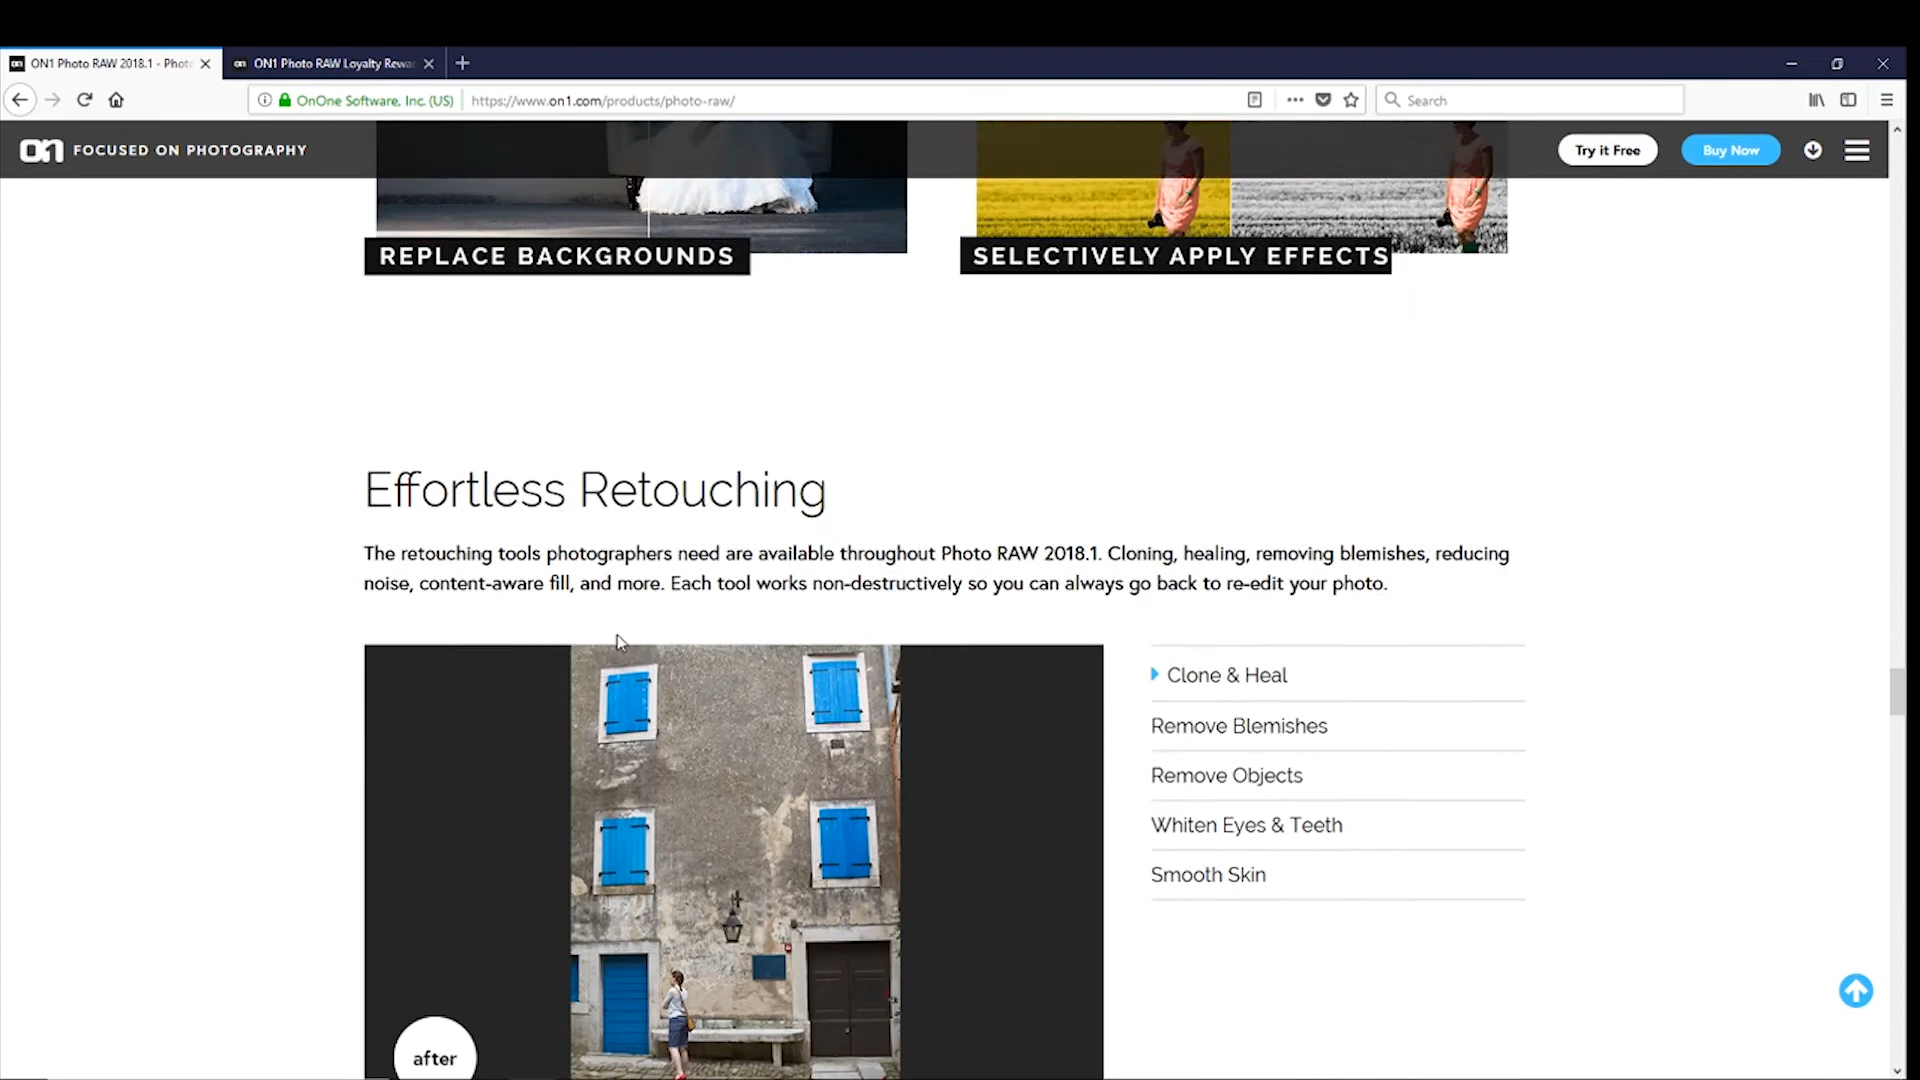 ON1 Photo RAW 2018.1 - Photo
ON1 Photo RAW Loyalty Rewa
OnOne Software, Inc. (US)
https://www.on1.com/products/photo-raw/
Search
ON1 FOCUSED ON PHOTOGRAPHY
Try it Free
Buy Now
REPLACE BACKGROUNDS
SELECTIVELY APPLY EFFECTS
Effortless Retouching
The retouching tools photographers need are available throughout Photo RAW 2018.1. Cloning, healing, removing blemishes, reducing
noise, content-aware fill, and more. Each tool works non-destructively so you can always go back to re-edit your photo.
Clone & Heal
Remove Blemishes
Remove Objects
Whiten Eyes & Teeth
Smooth Skin
after